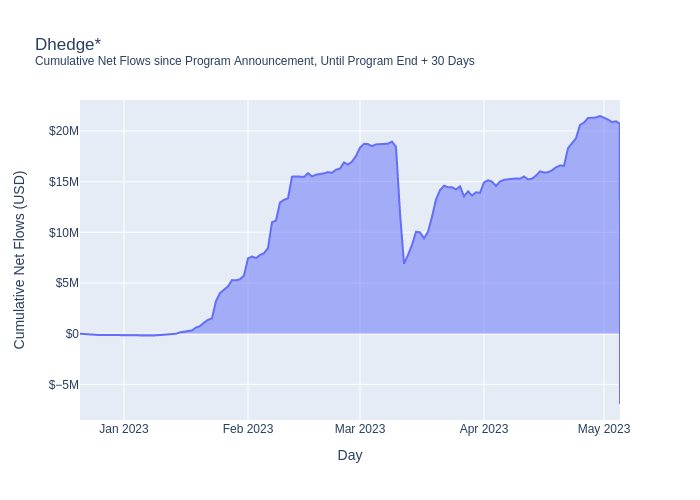 Dhedge*
Cumulative Net Flows since Program Announcement, Until Program End + 30 Days
Cumulative Net Flows (USD)
$20M
$15M
$10M
$5M
$0
$−5M
Jan 2023
Feb 2023
Mar 2023
Apr 2023
May 2023
Day